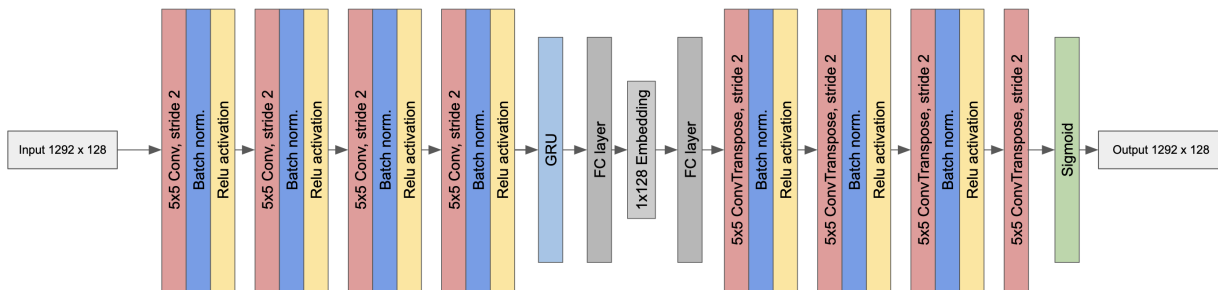 Input 1292 x 128
5x5 Conv, stride 2
Batch norm.
Relu activation
5x5 Conv, stride 2
Batch norm.
Relu activation
5x5 Conv, stride 2
Batch norm.
Relu activation
5x5 Conv, stride 2
Batch norm.
Relu activation
GRU
FC layer
1x128 Embedding
FC layer
5x5 ConvTranspose, stride 2
Batch norm.
Relu activation
5x5 ConvTranspose, stride 2
Batch norm.
Relu activation
5x5 ConvTranspose, stride 2
Batch norm.
Relu activation
5x5 ConvTranspose, stride 2
Sigmoid
Output 1292 x 128